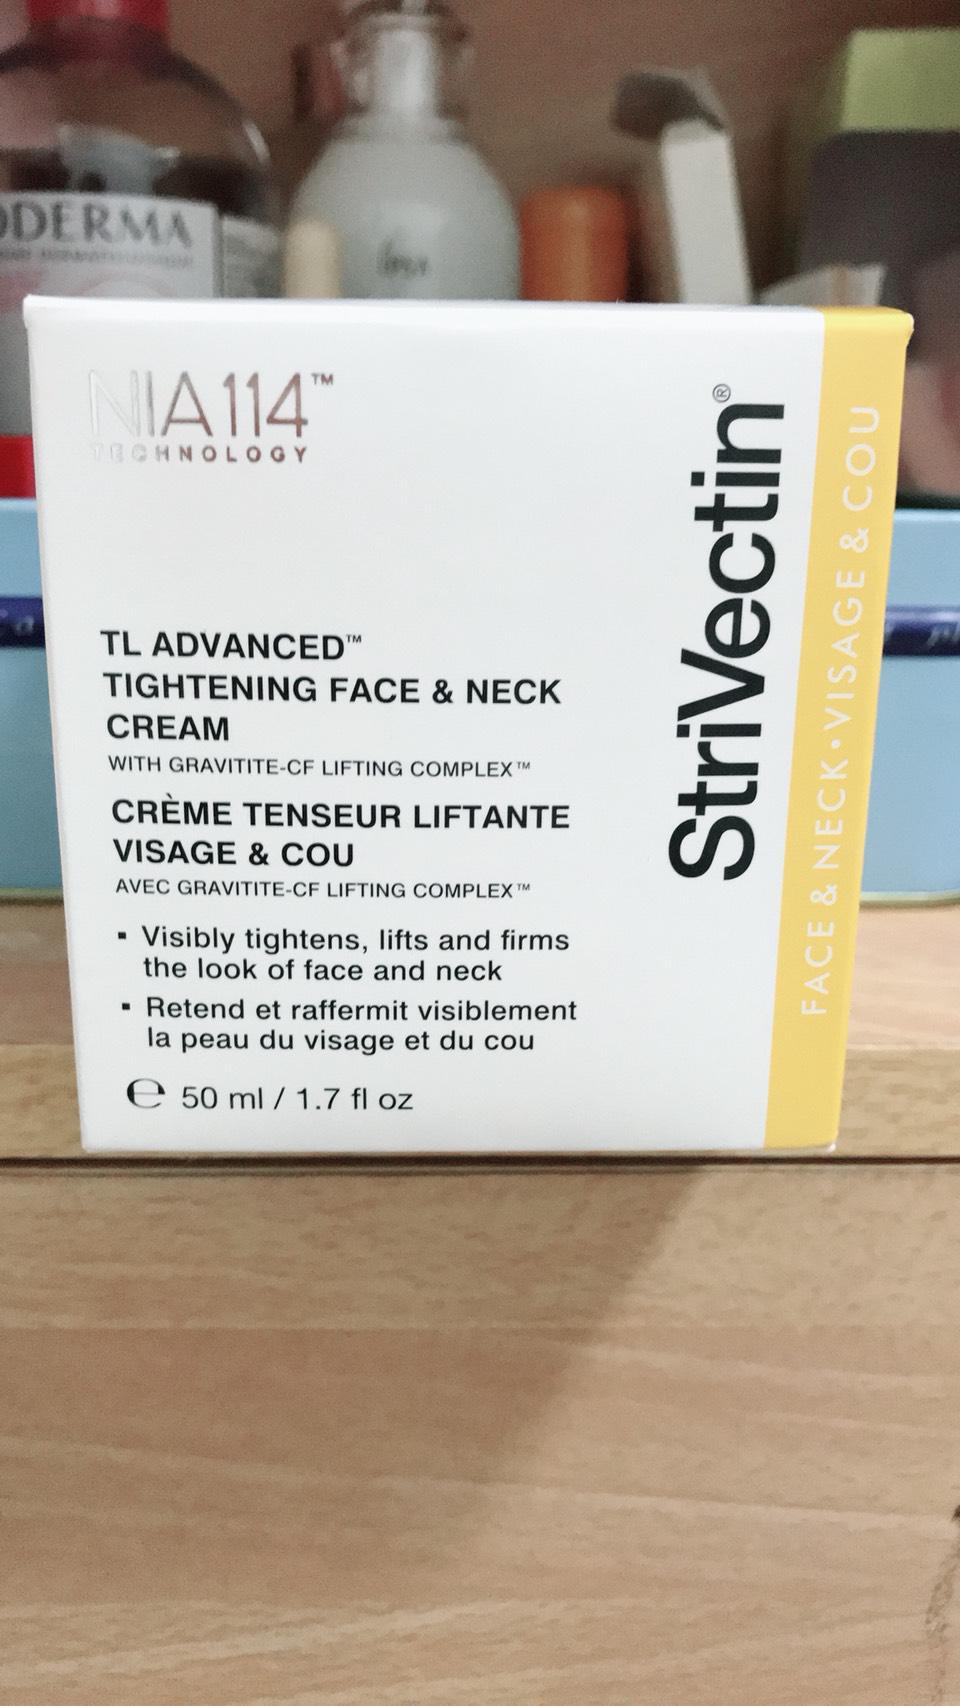 DERMA
NIA114™
TECHNOLOGY
TL ADVANCED™
TIGHTENING FACE & NECK
CREAM
WITH GRAVITITE-CF LIFTING COMPLEX™
CRÈME TENSEUR LIFTANTE
VISAGE & COU
AVEC GRAVITITE-CF LIFTING COMPLEX™
▪ Visibly tightens, lifts and firms
the look of face and neck
▪ Retend et raffermit visiblement
la peau du visage et du cou
℮ 50 ml / 1.7 fl oz
StriVectin®
FACE & NECK • VISAGE & COU